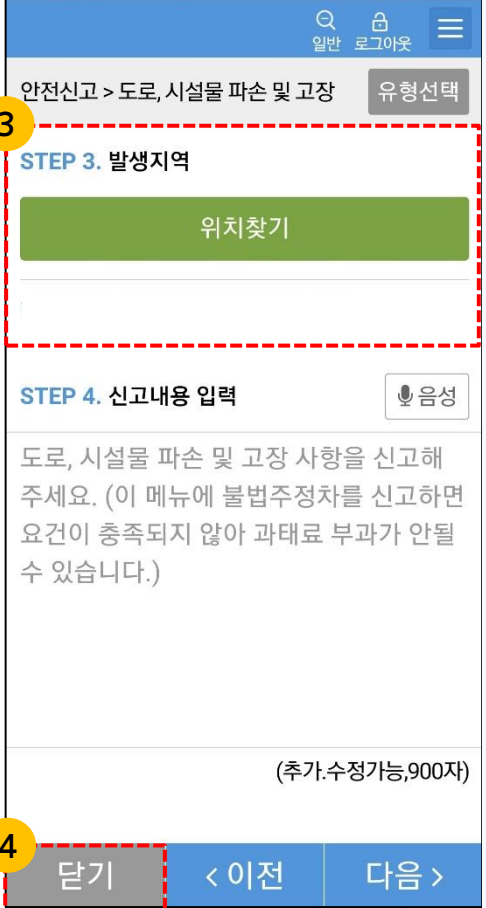 일반 로그아웃
안전신고 > 도로, 시설물 파손 및 고장 유형선택
3
STEP 3. 발생지역
위치찾기
STEP 4. 신고내용 입력 음성
도로, 시설물 파손 및 고장 사항을 신고해
주세요. (이 메뉴에 불법주정차를 신고하면
요건이 충족되지 않아 과태료 부과가 안될
수 있습니다.)
(추가.수정가능,900자)
4
닫기 < 이전 다음 >